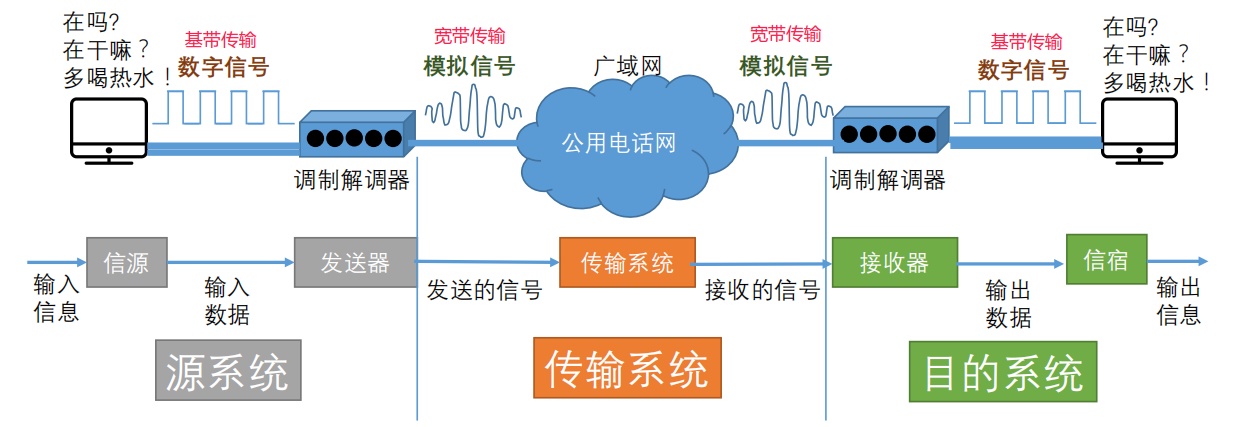 在吗?
在干嘛？
多喝热水！
基带传输
数字信号
宽带传输
模拟信号
广域网
宽带传输
模拟信号
基带传输
数字信号
在吗?
在干嘛？
多喝热水！
公用电话网
调制解调器
调制解调器
信源
发送器
传输系统
接收器
信宿
输入
信息
输入
数据
发送的信号
接收的信号
输出
数据
输出
信息
源系统
传输系统
目的系统